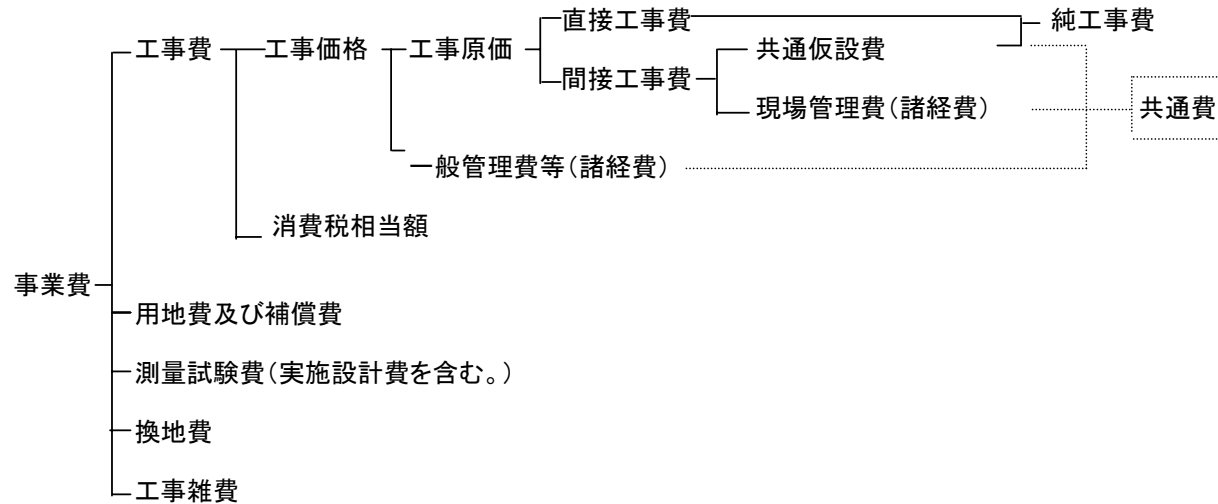 直接工事費
純工事費
工事費
工事価格
工事原価
共通仮設費
間接工事費
現場管理費(諸経費)
共通費
一般管理費等(諸経費)
消費税相当額
事業費
用地費及び補償費
測量試験費(実施設計費を含む。)
換地費
工事雑費